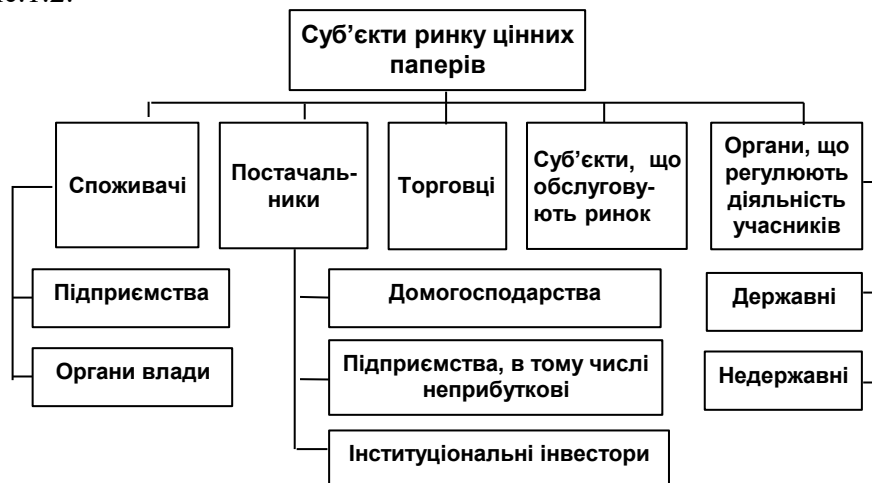 Суб’єкти ринку цінних
паперів
Споживачі
Постачаль-
ники
Торговці
Суб’єкти, що
обслугову-
ють ринок
Органи, що
регулюють
діяльність
учасників
Підприємства
Органи влади
Домогосподарства
Підприємства, в тому числі
неприбуткові
Інституціональні інвестори
Державні
Недержавні